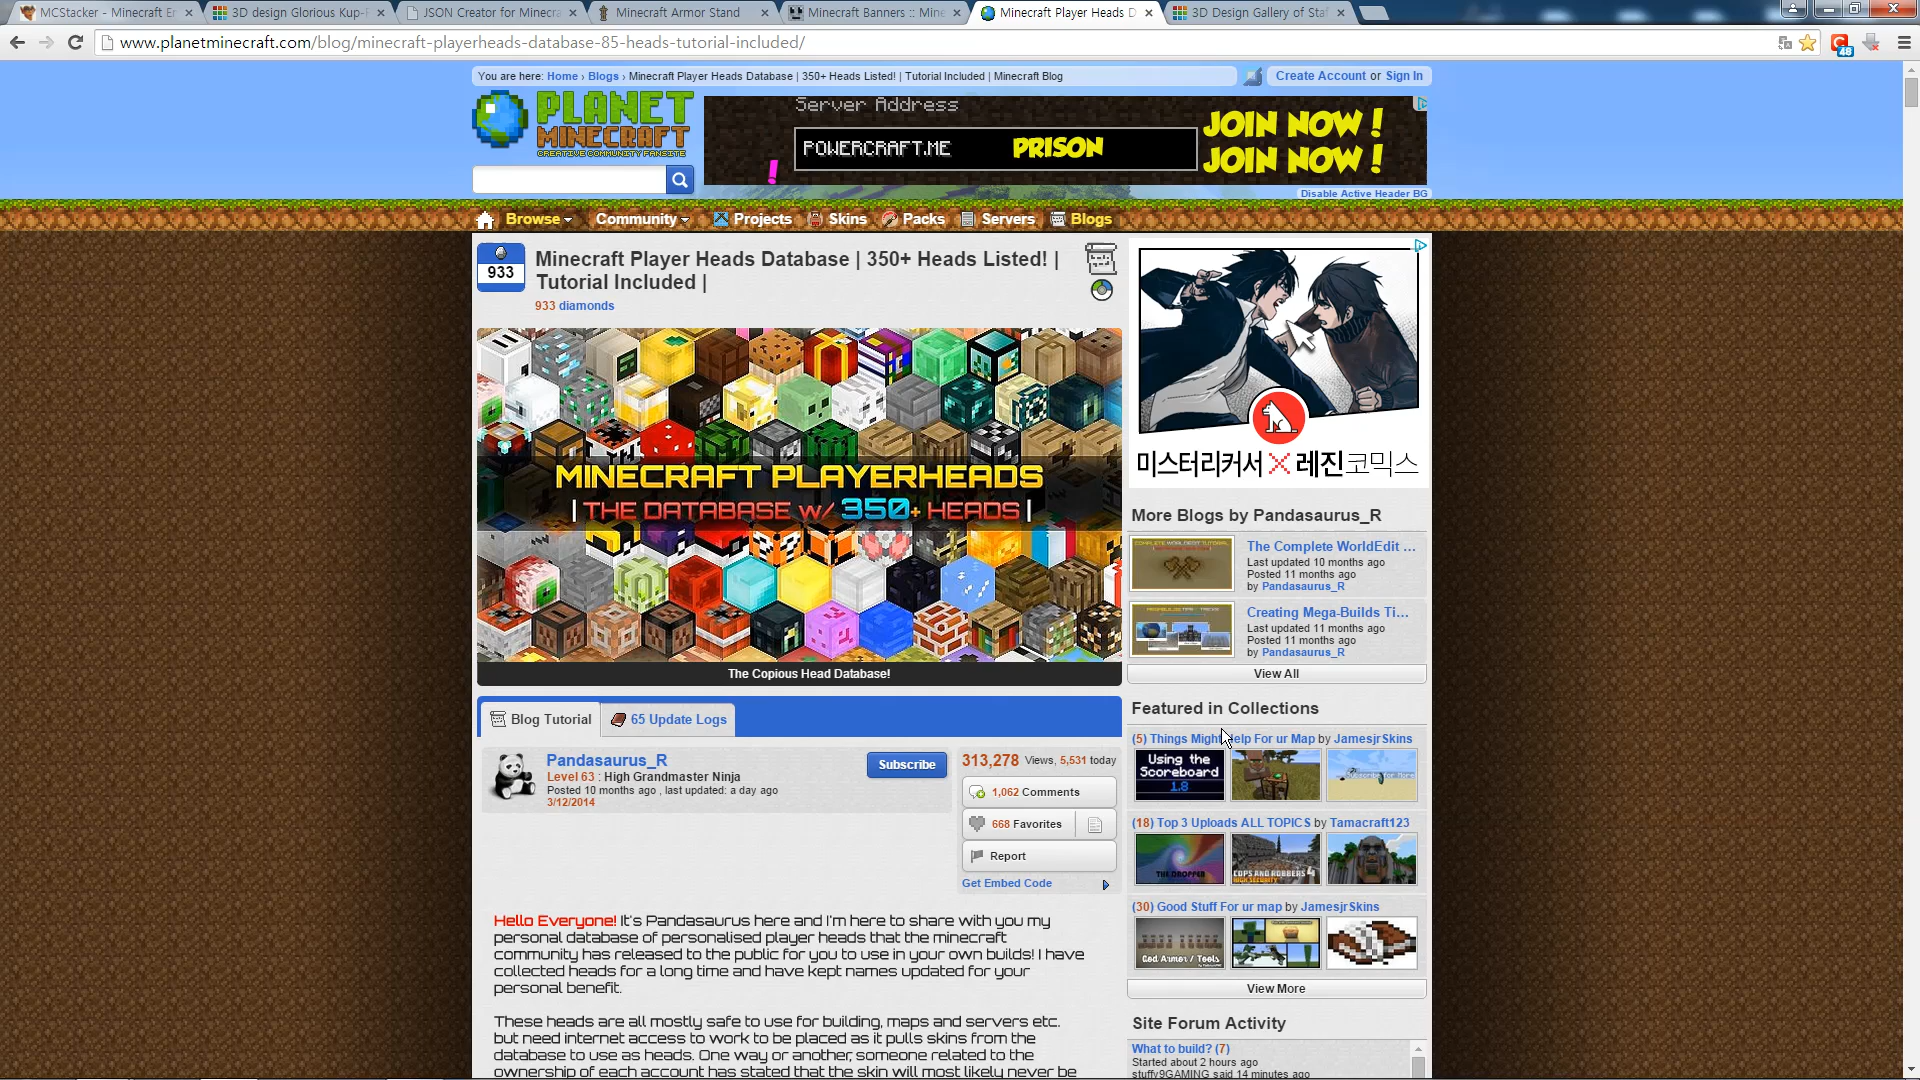 MCStacker - Minecraft Er
3D design Glorious Kup-
JSON Creator for Minecra
Minecraft Armor Stand
Minecraft Banners :: Mine
Minecraft Player Heads D
3D Design Gallery of Sta
www.planetminecraft.com/blog/minecraft-playerheads-database-85-heads-tutorial-included/
48
You are here: Home › Blogs › Minecraft Player Heads Database | 350+ Heads Listed! | Tutorial Included | Minecraft Blog
Create Account or Sign In
PLANET
MINECRAFT
CREATIVE COMMUNITY FANSITE
Server Address
POWERCRAFT.ME
PRISON
!
JOIN NOW!
JOIN NOW!
Disable Active Header BG
Browse
Community
Projects
Skins
Packs
Servers
Blogs
933
Minecraft Player Heads Database | 350+ Heads Listed! |
Tutorial Included |
933 diamonds
MINECRAFT PLAYERHEADS
| THE DATABASE w/ 350+ HEADS |
The Copious Head Database!
Blog Tutorial
65 Update Logs
Pandasaurus_R
Level 63 : High Grandmaster Ninja
Posted 10 months ago , last updated: a day ago
3/12/2014
Subscribe
313,278 Views, 5,531 today
1,062 Comments
668 Favorites
Report
Get Embed Code
Hello Everyone! It's Pandasaurus here and I'm here to share with you my
personal database of personalised player heads that the minecraft
community has released to the public for you to use in your own builds! I have
collected heads for a long time and have kept names updated for your
personal benefit.
These heads are all mostly safe to use for building, maps and servers etc.
but need internet access to work to be placed as it pulls skins from the
database to use as heads. One way or another, someone related to the
ownership of each account has stated that the skin will most likely never be
미스터리커서 X 레진코믹스
More Blogs by Pandasaurus_R
The Complete WorldEdit ...
Last updated 10 months ago
Posted 11 months ago
by Pandasaurus_R
Creating Mega-Builds Ti...
Last updated 11 months ago
Posted 11 months ago
by Pandasaurus_R
View All
Featured in Collections
(5) Things Might Help For ur Map by JamesjrSkins
Using the
Scoreboard
1.8
(18) Top 3 Uploads ALL TOPICS by Tamacraft123
THE DROPPER
COPS AND ROBBERS 4
HIGH SECURITY
(30) Good Stuff For ur map by JamesjrSkins
God Armor / Tools
View More
Site Forum Activity
What to build? (7)
Started about 2 hours ago
stuffy9GAMING said 14 minutes ago